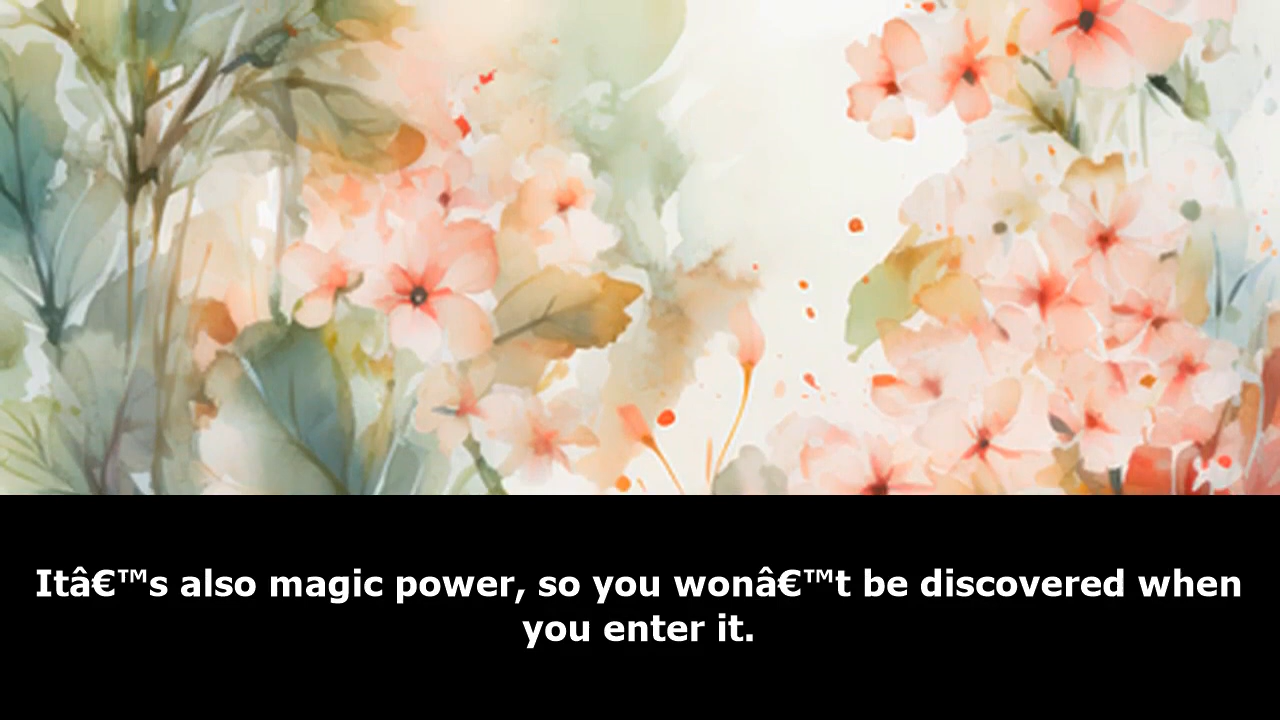 Itâ€™s also magic power, so you wonâ€™t be discovered when
you enter it.